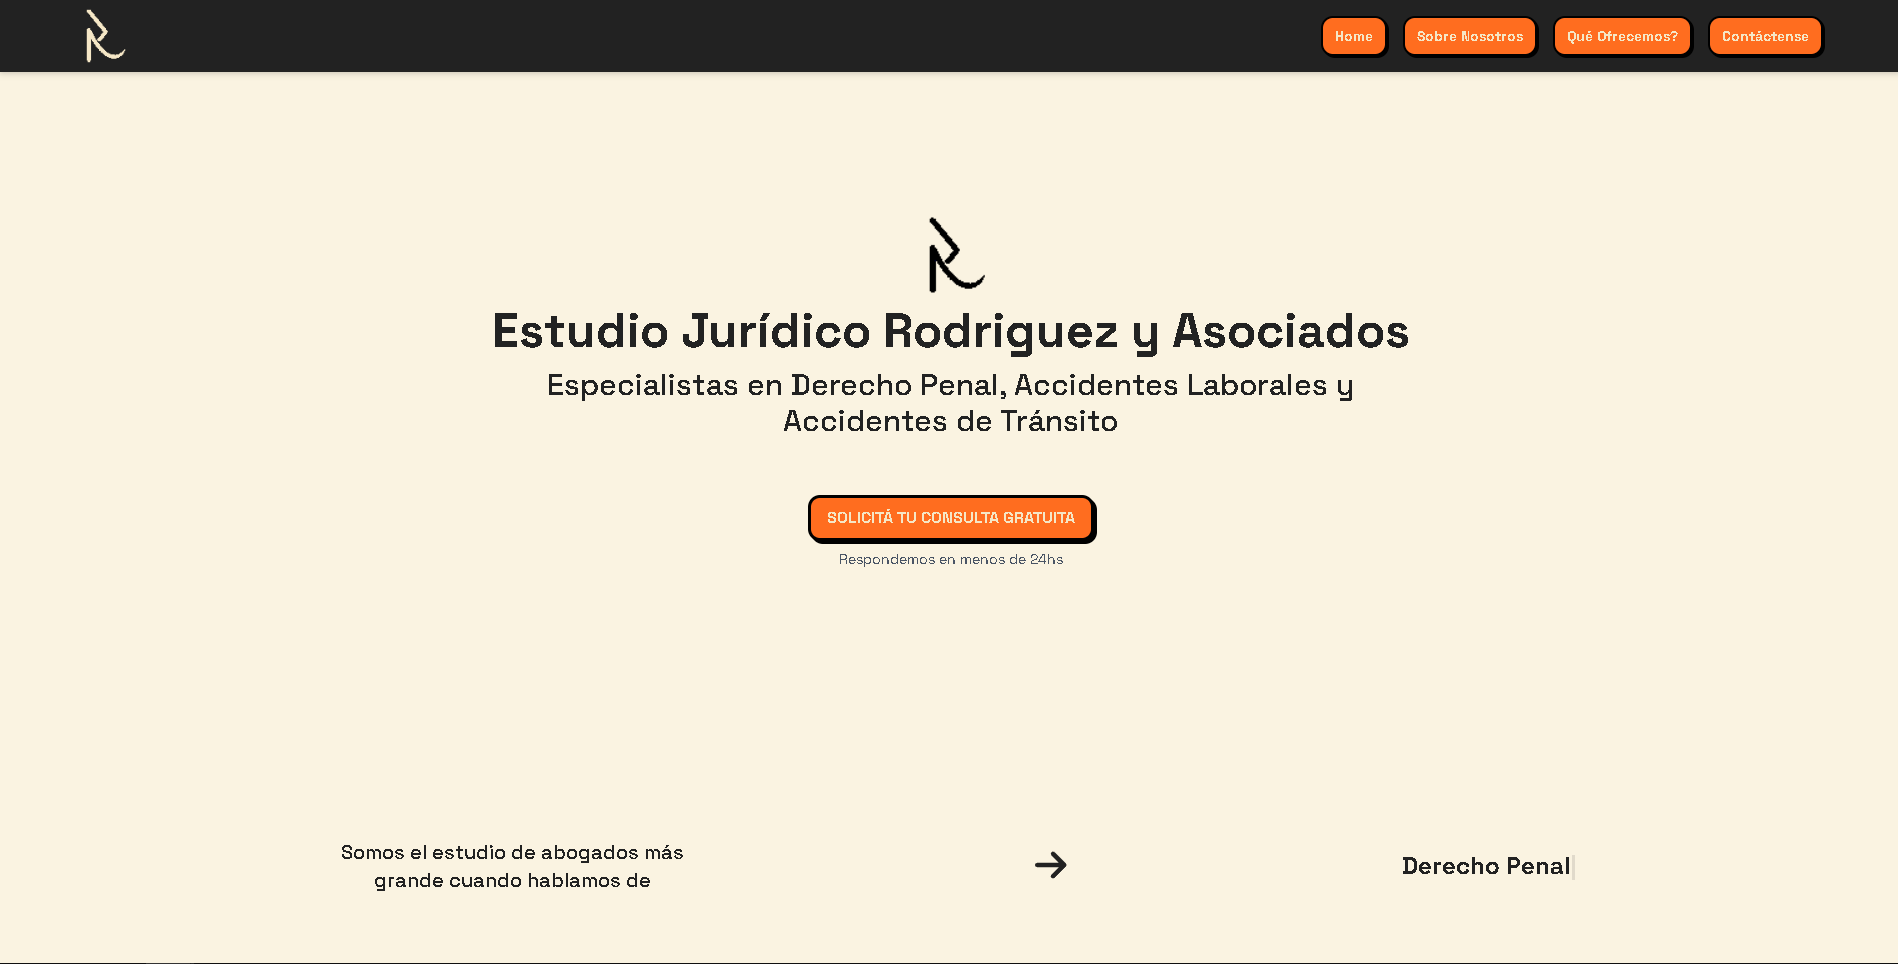 Home
Sobre Nosotros
Qué Ofrecemos?
Contáctense
Estudio Jurídico Rodriguez y Asociados
Especialistas en Derecho Penal, Accidentes Laborales y
Accidentes de Tránsito
SOLICITÁ TU CONSULTA GRATUITA
Respondemos en menos de 24hs
Somos el estudio de abogados más
grande cuando hablamos de
Derecho Penal